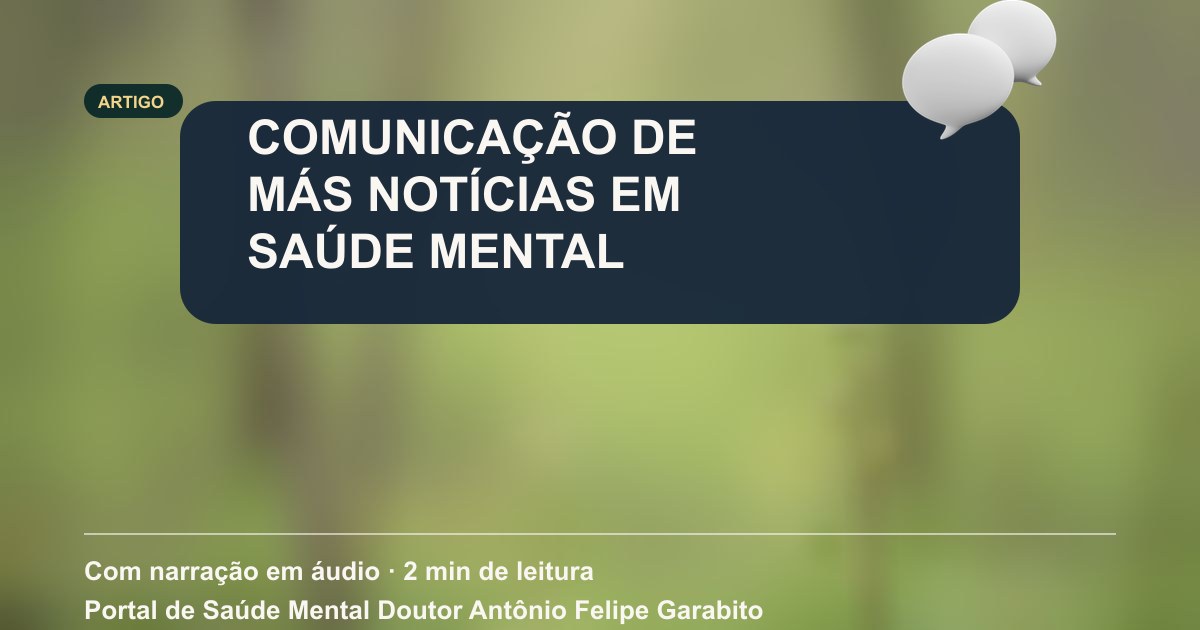 ARTIGO
COMUNICAÇÃO DE
MÁS NOTÍCIAS EM
SAÚDE MENTAL
Com narração em áudio · 2 min de leitura
Portal de Saúde Mental Doutor Antônio Felipe Garabito